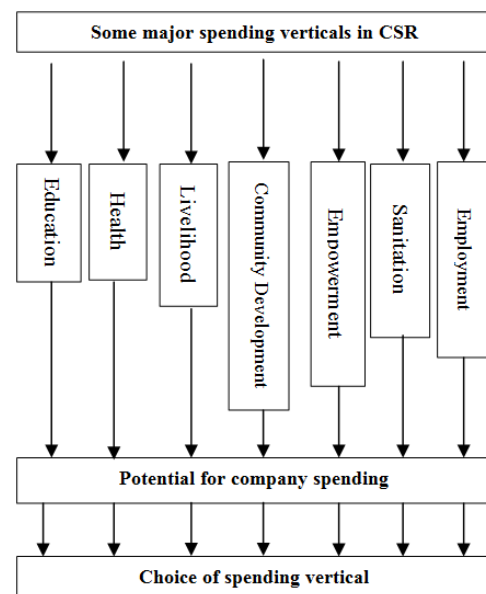 Some major spending verticals in CSR
Education
Health
Livelihood
Community Development
Empowerment
Sanitation
Employment
Potential for company spending
Choice of spending vertical